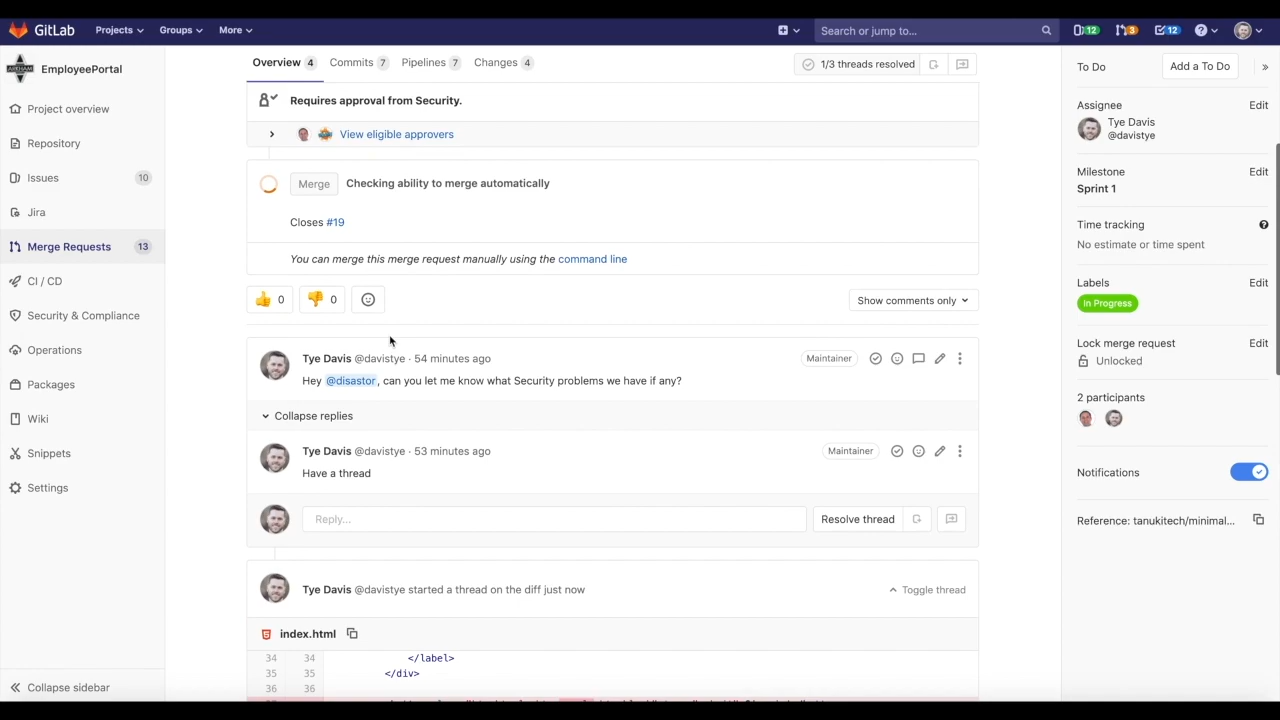 GitLab
Projects
Groups
More
Search or jump to...
12
3
12
EmployeePortal
Project overview
Repository
Issues 10
Jira
Merge Requests 13
CI / CD
Security & Compliance
Operations
Packages
Wiki
Snippets
Settings
Collapse sidebar
Overview 4
Commits 7
Pipelines 7
Changes 4
1/3 threads resolved
Requires approval from Security.
View eligible approvers
Merge Checking ability to merge automatically
Closes #19
You can merge this merge request manually using the command line
👍 0
👎 0
Show comments only
Tye Davis @davistye · 54 minutes ago
Maintainer
Hey @disastor, can you let me know what Security problems we have if any?
Collapse replies
Tye Davis @davistye · 53 minutes ago
Maintainer
Have a thread
Reply...
Resolve thread
Tye Davis @davistye started a thread on the diff just now
Toggle thread
index.html
34 34 </label>
35 35 </div>
36 36
To Do
Add a To Do
Assignee
Edit
Tye Davis
@davistye
Milestone
Edit
Sprint 1
Time tracking
No estimate or time spent
Labels
Edit
In Progress
Lock merge request
Edit
Unlocked
2 participants
Notifications
Reference: tanukitech/minimal...